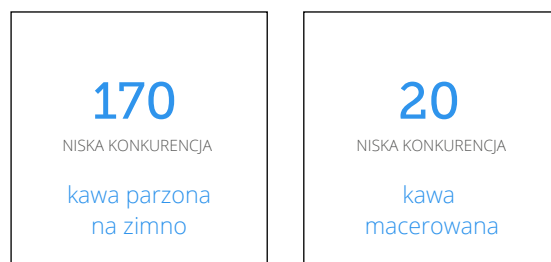 170
NISKA KONKURENCJA
kawa parzona
na zimno
20
NISKA KONKURENCJA
kawa
macerowana